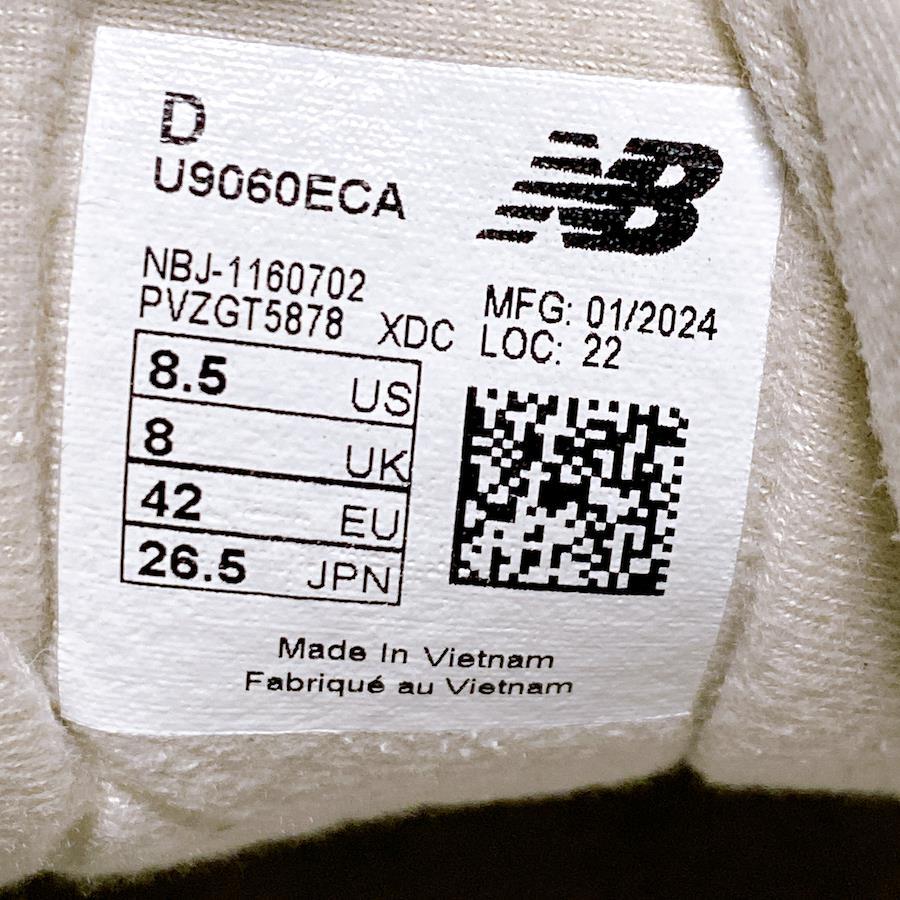 D
U9060ECA
NB
NBJ-1160702
PVZGT5878 XDC
MFG: 01/2024
LOC: 22
8.5 US
8 UK
42 EU
26.5 JPN
Made In Vietnam
Fabriqué au Vietnam